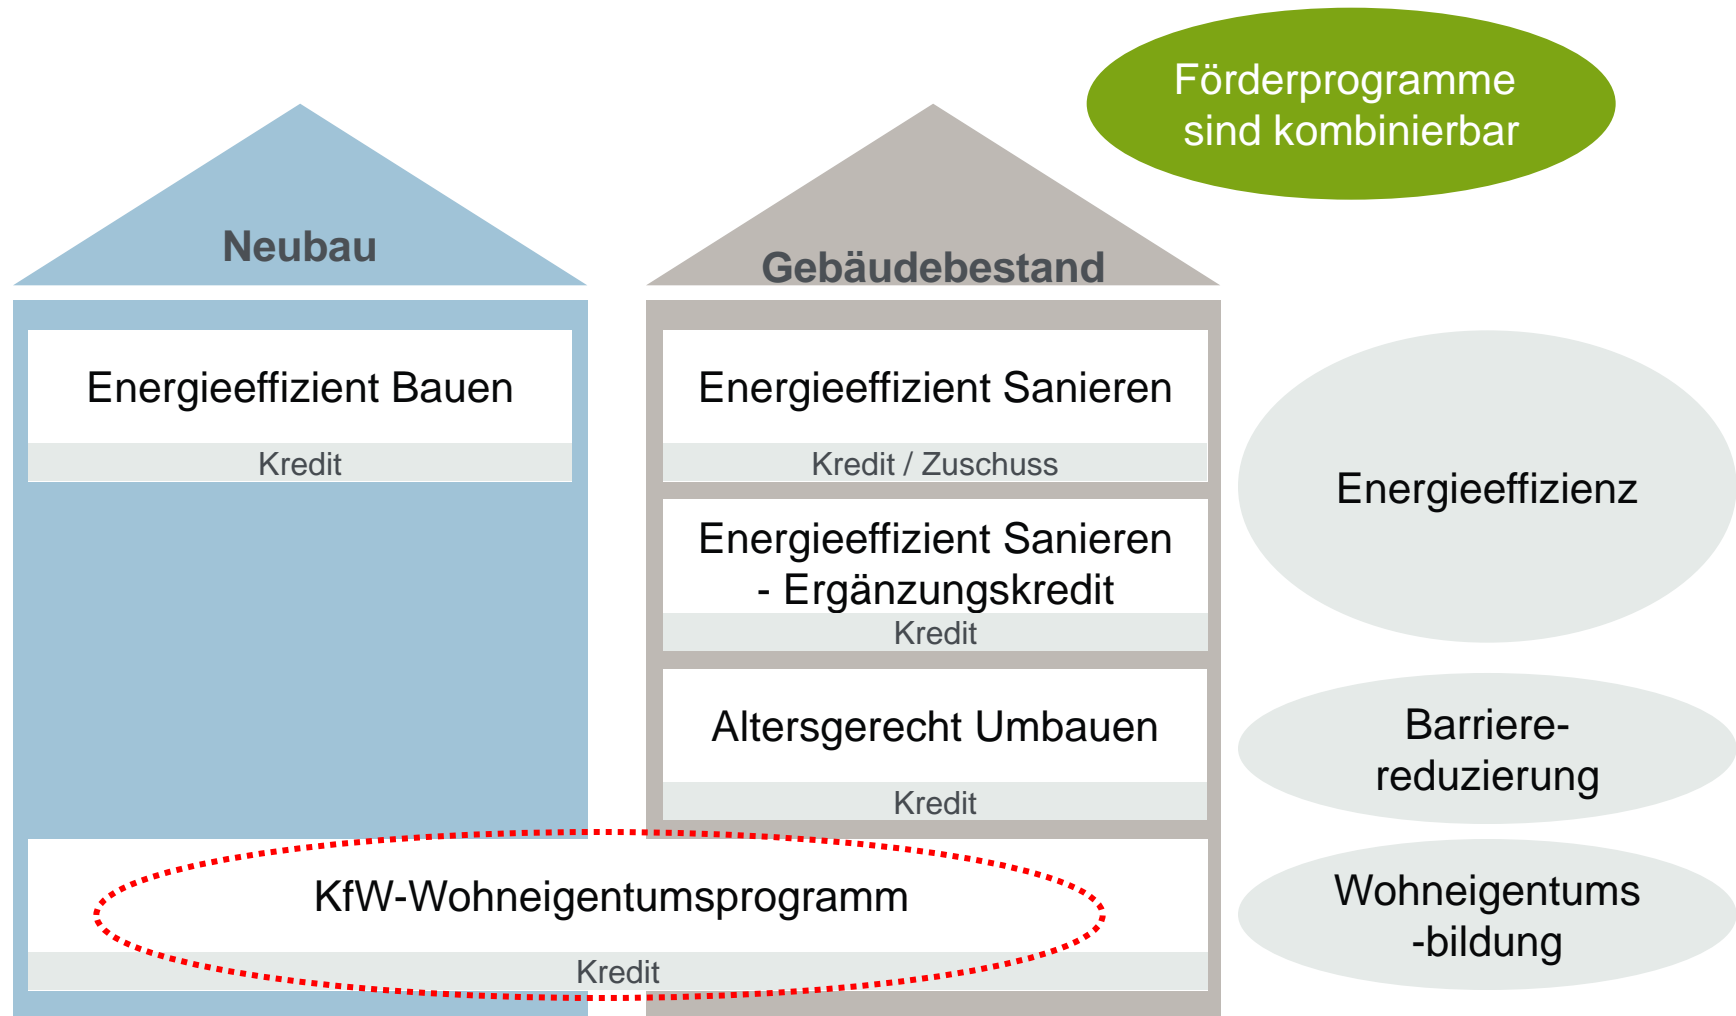 Förderprogramme
sind kombinierbar
Neubau
Gebäudebestand
Energieeffizient Bauen
Kredit
Energieeffizient Sanieren
Kredit / Zuschuss
Energieeffizient Sanieren
- Ergänzungskredit
Kredit
Altersgerecht Umbauen
Kredit
KfW-Wohneigentumsprogramm
Kredit
Energieeffizienz
Barriere-
reduzierung
Wohneigentums
-bildung